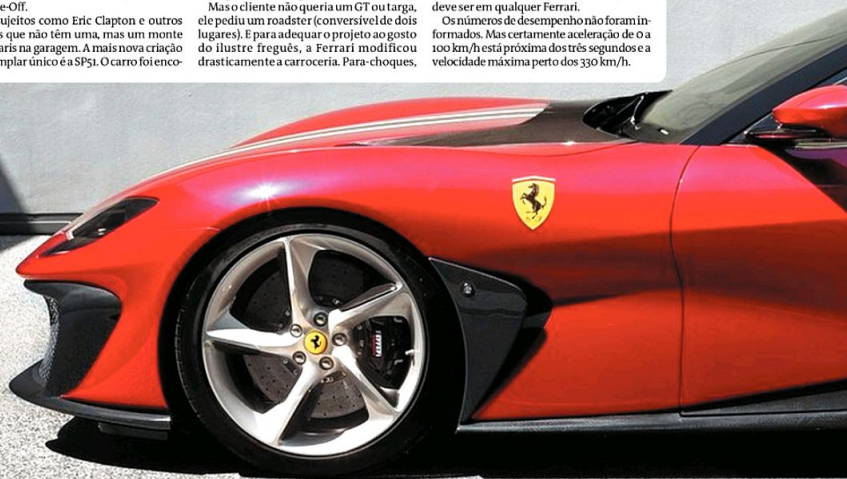 e-Off.
ujeitos como Eric Clapton e outros
s que não têm uma, mas um monte
aris na garagem. A mais nova criação
mplar único é a SP51. O carro foi enco-
Mas o cliente não queria um GT ou targa,
ele pediu um roadster (conversível de dois
lugares). E para adequar o projeto ao gosto
do ilustre freguês, a Ferrari modificou
drasticamente a carroceria. Para-choques,
deve ser em qualquer Ferrari.
Os números de desempenho não foram in-
formados. Mas certamente aceleração de 0 a
100 km/h está próxima dos três segundos e a
velocidade máxima perto dos 330 km/h.